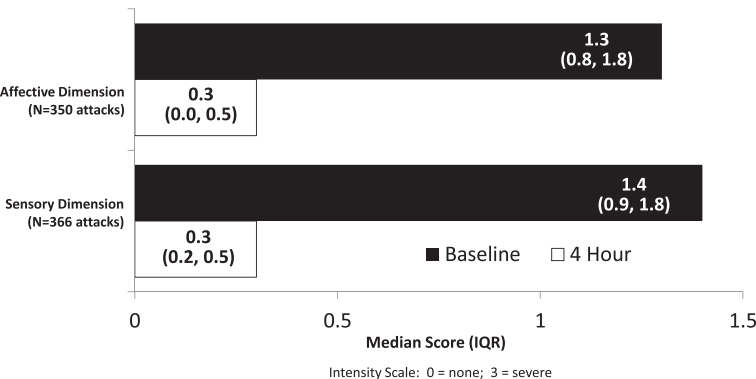 1.3
(0.8, 1.8)
Affective Dimension
(N=350 attacks)
0.3
(0.0, 0.5)
1.4
(0.9, 1.8)
Sensory Dimension
(N=366 attacks)
0.3
(0.2, 0.5)
Baseline 4 Hour
0 0.5 1 1.5
Median Score (IQR)
Intensity Scale: 0 = none; 3 = severe